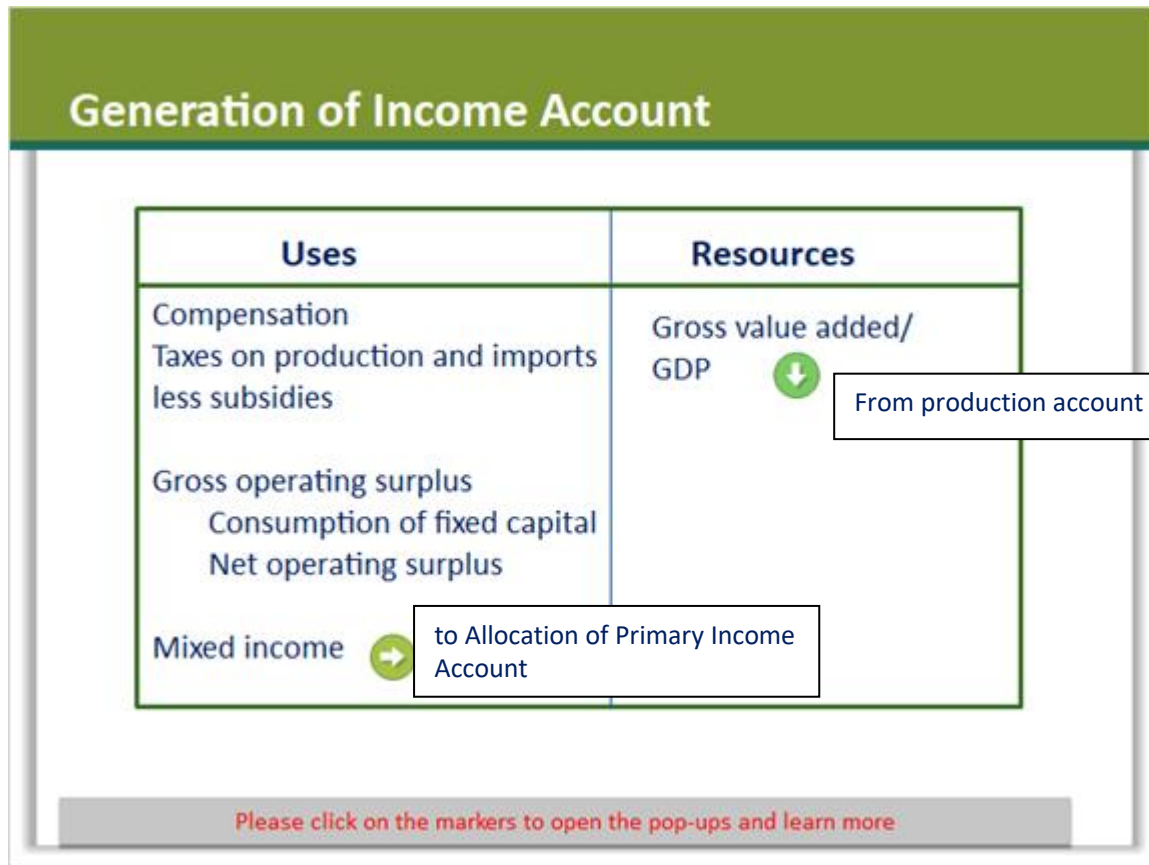 Generation of Income Account
Uses
Resources
Compensation
Taxes on production and imports
less subsidies
Gross operating surplus
Consumption of fixed capital
Net operating surplus
Mixed income
to Allocation of Primary Income
Account
Gross value added/
GDP
From production account
Please click on the markers to open the pop-ups and learn more